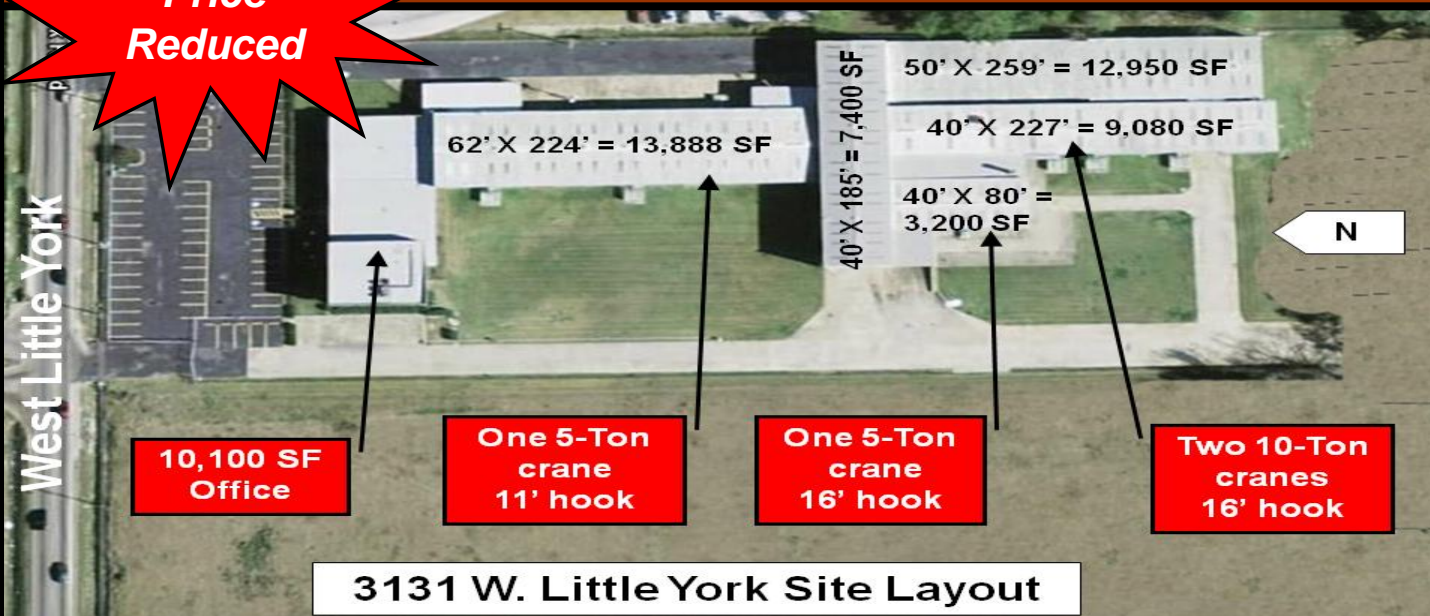 Price
Reduced
50' X 259' = 12,950 SF
62' X 224' = 13,888 SF
40' X 185' = 7,400 SF
40' X 227' = 9,080 SF
40' X 80' =
3,200 SF
N
West Little York
10,100 SF
Office
One 5-Ton
crane
11' hook
One 5-Ton
crane
16' hook
Two 10-Ton
cranes
16' hook
3131 W. Little York Site Layout